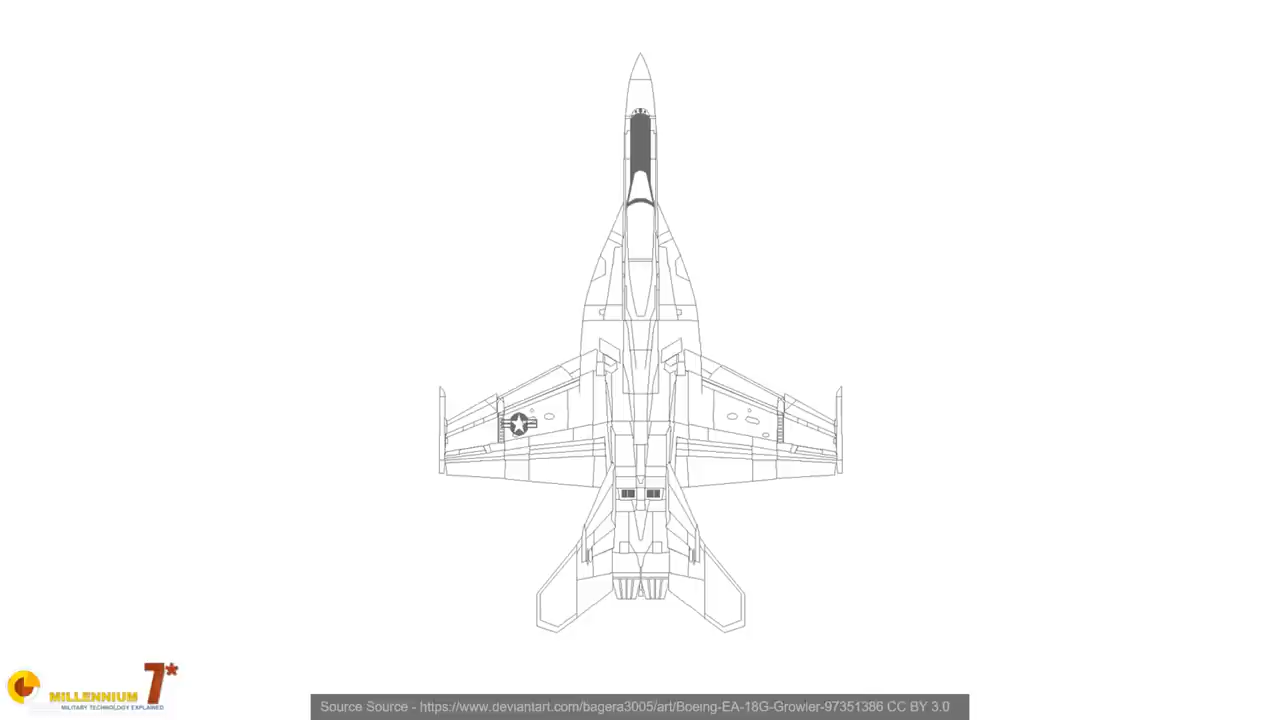 MILLENNIUM 7*
MILITARY TECHNOLOGY EXPLAINED
Source Source - https://www.deviantart.com/bagera3005/art/Boeing-EA-18G-Growler-97351386 CC BY 3.0